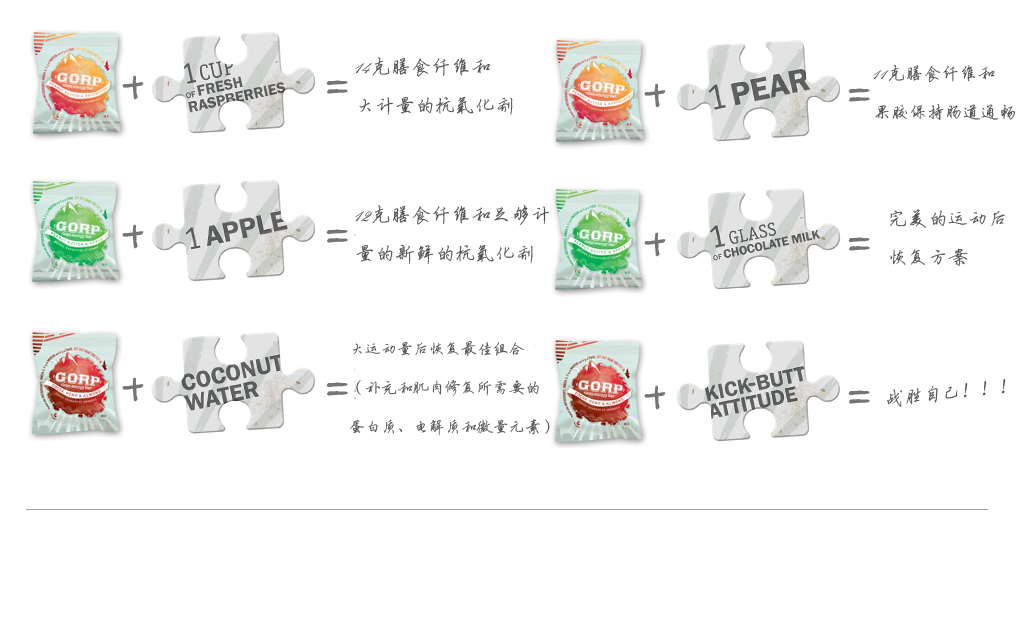 GORP
+
1 CUP
OF FRESH
RASPBERRIES
=
14克膳食纤维和
大计量的抗氧化剂
GORP
+
1 PEAR
=
11克膳食纤维和
果胶保持肠道通畅
GORP
+
1 APPLE
=
12克膳食纤维和足够计
量的新鲜的抗氧化剂
GORP
+
1 GLASS
OF CHOCOLATE MILK
=
完美的运动后
恢复方案
GORP
+
COCONUT
WATER
=
大运动量后恢复最佳组合
(补充和肌肉修复所需要的
蛋白质、电解质和微量元素)
GORP
+
KICK-BUTT
ATTITUDE
=
战胜自己！！！